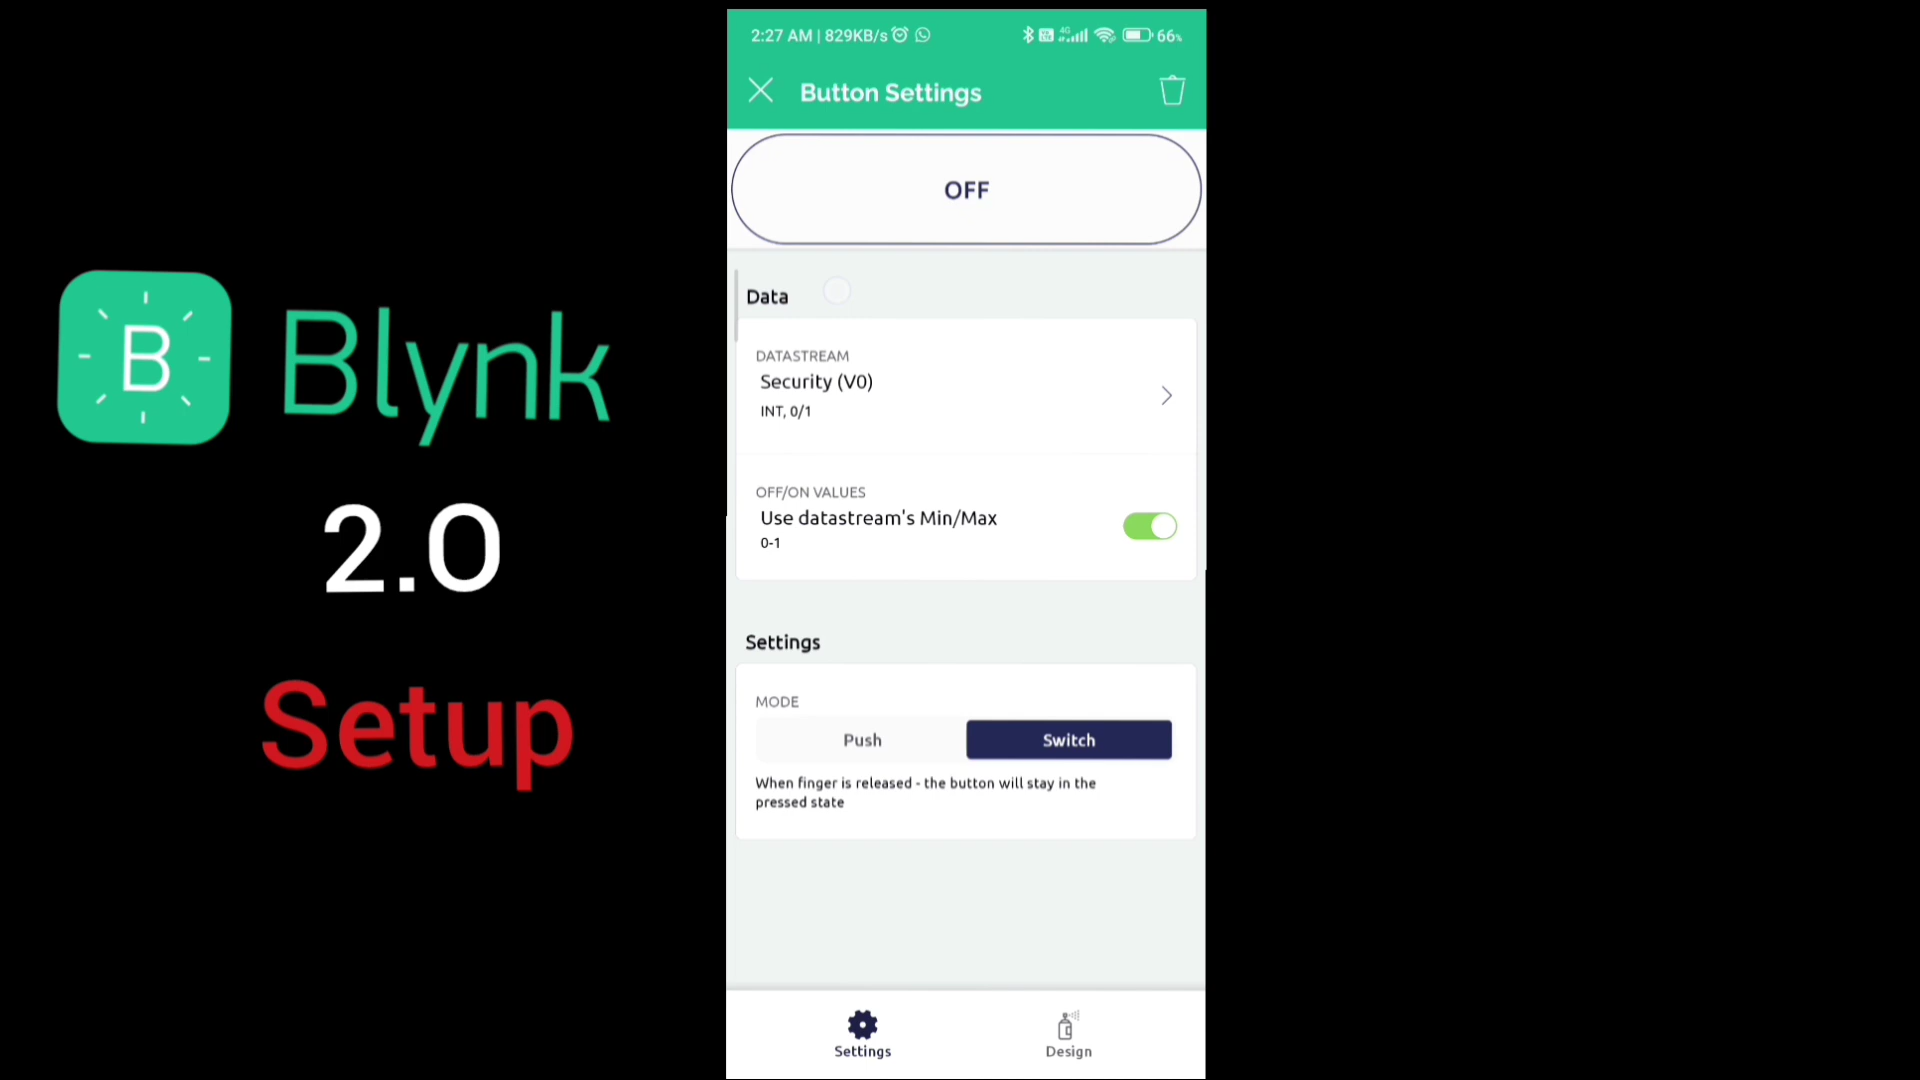 2:27 AM | 829KB/s
4G
66%
Button Settings
OFF
Data
DATASTREAM
Security (V0)
INT, 0/1
OFF/ON VALUES
Use datastream's Min/Max
0-1
Settings
MODE
Push
Switch
When finger is released - the button will stay in the
pressed state
Settings
Design
B
Blynk
2.0
Setup